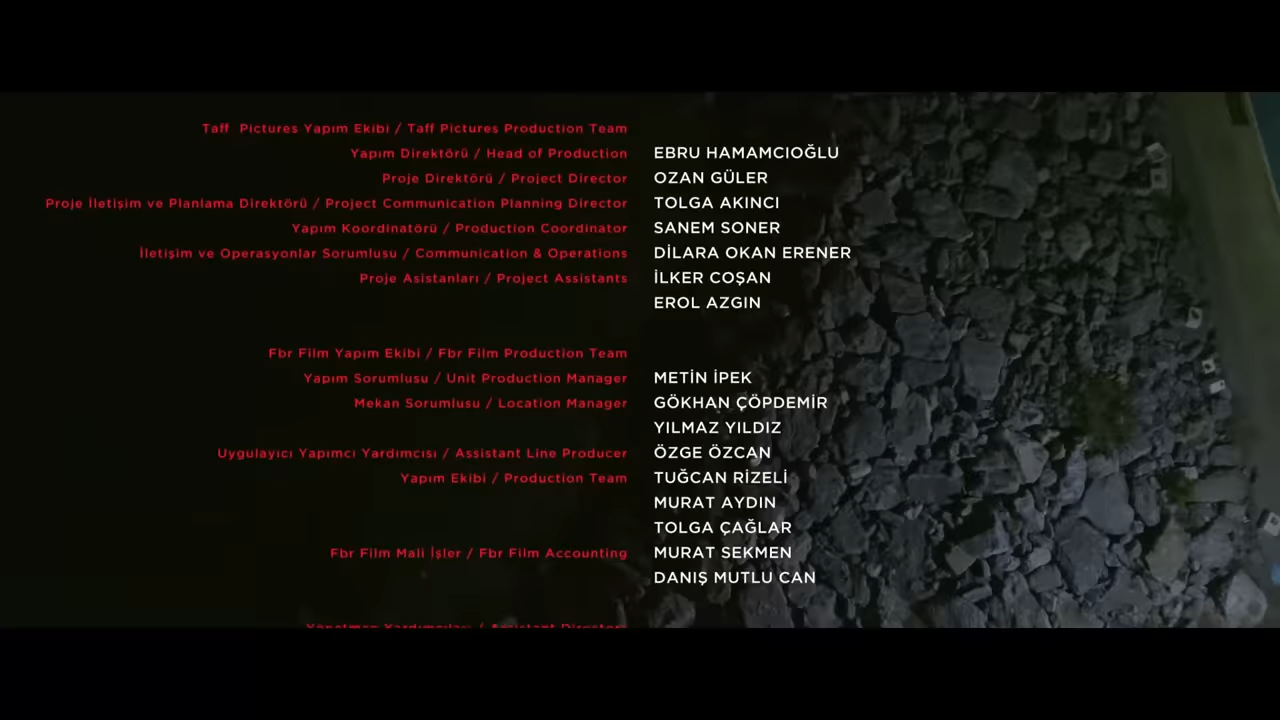 Taff Pictures Yapım Ekibi / Taff Pictures Production Team
Yapım Direktörü / Head of Production EBRU HAMAMCIOĞLU
Proje Direktörü / Project Director OZAN GÜLER
Proje İletişim ve Planlama Direktörü / Project Communication Planning Director TOLGA AKINCI
Yapım Koordinatörü / Production Coordinator SANEM SONER
İletişim ve Operasyonlar Sorumlusu / Communication & Operations DİLARA OKAN ERENER
Proje Asistanları / Project Assistants İLKER COŞAN
EROL AZGIN
Fbr Film Yapım Ekibi / Fbr Film Production Team
Yapım Sorumlusu / Unit Production Manager METİN İPEK
Mekan Sorumlusu / Location Manager GÖKHAN ÇÖPDEMİR
YILMAZ YILDIZ
Uygulayıcı Yapımcı Yardımcısı / Assistant Line Producer ÖZGE ÖZCAN
Yapım Ekibi / Production Team TUĞCAN RİZELİ
MURAT AYDIN
TOLGA ÇAĞLAR
Fbr Film Mali İşler / Fbr Film Accounting MURAT SEKMEN
DANIŞ MUTLU CAN
Yönetmen Yardımcıları / Assistant Directors